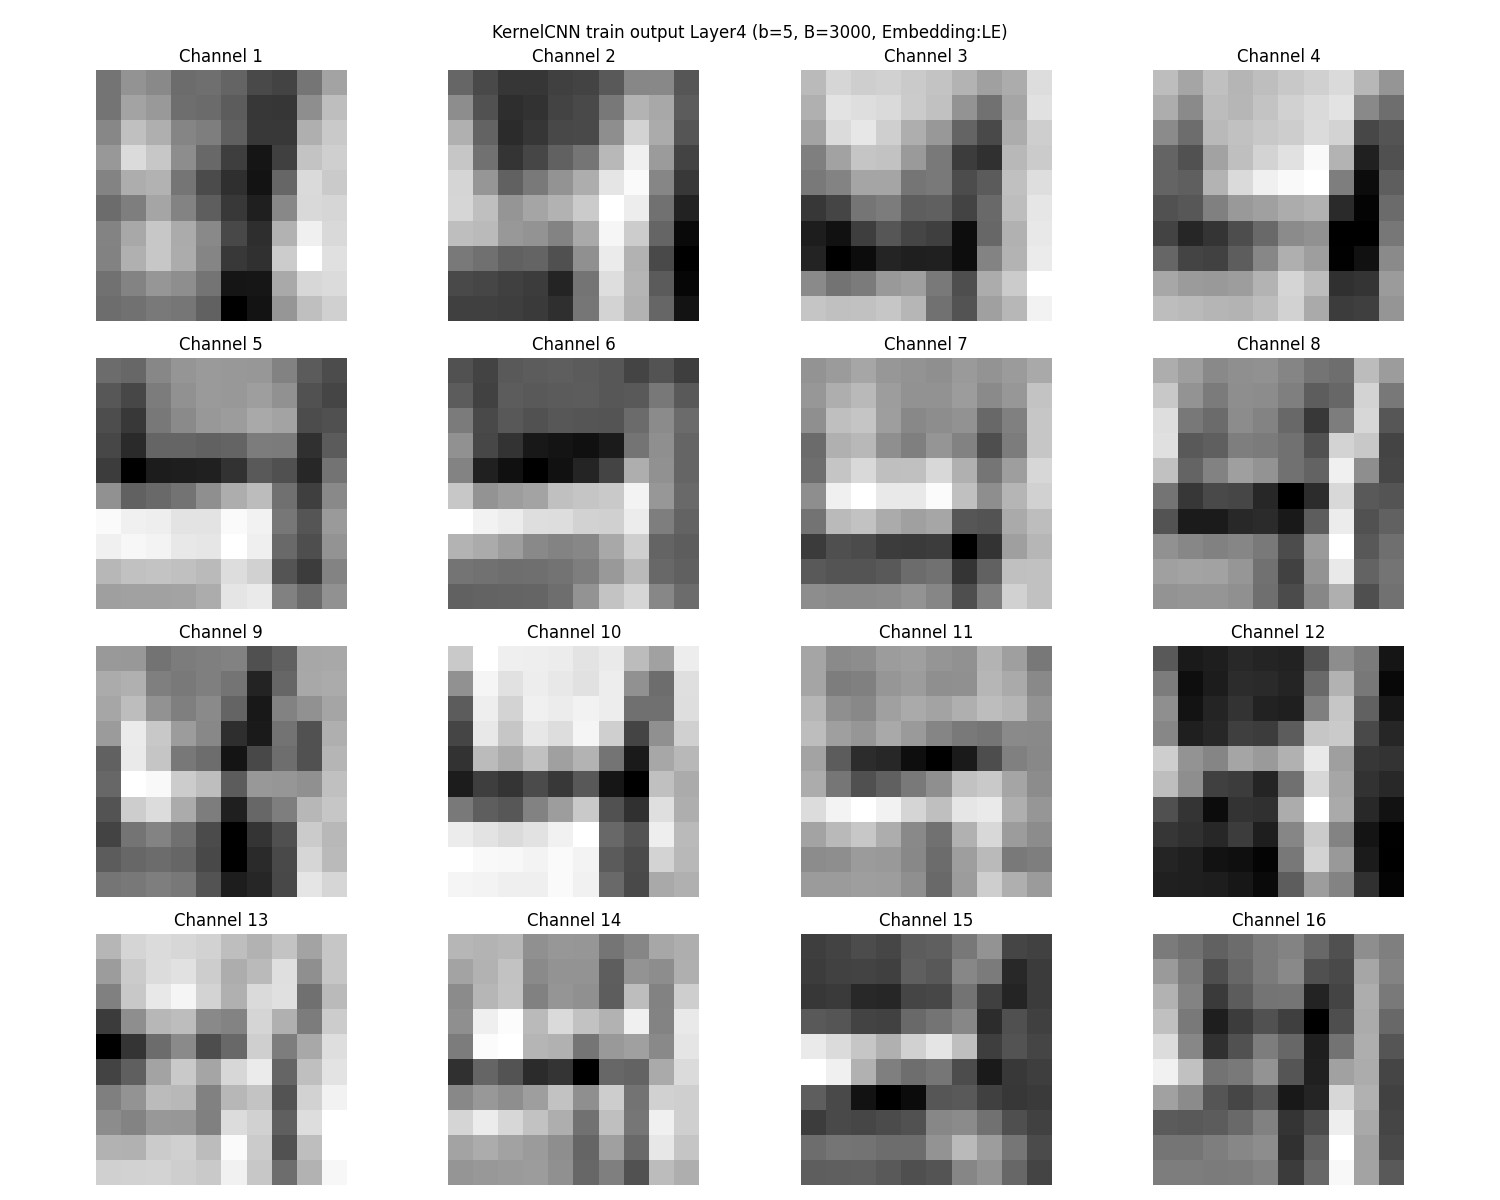 KernelCNN train output Layer4 (b=5, B=3000, Embedding:LE)
Channel 1
Channel 2
Channel 3
Channel 4
Channel 5
Channel 6
Channel 7
Channel 8
Channel 9
Channel 10
Channel 11
Channel 12
Channel 13
Channel 14
Channel 15
Channel 16